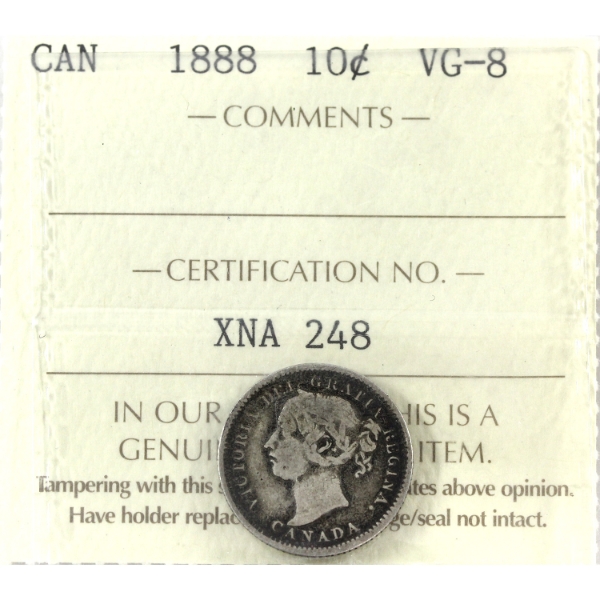 CAN 1888 10¢ VG-8
— COMMENTS —
— CERTIFICATION NO. —
XNA 248
IN OUR HIS IS A
GENUI ITEM.
Tampering with this s tes above opinion.
Have holder replac ge/seal not intact.
VICTORIA DEI GRATIA REGINA.
CANADA